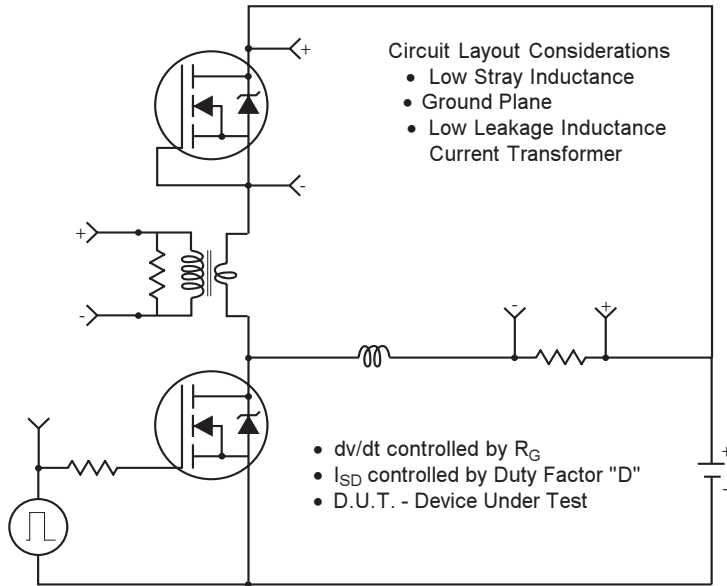 +
Circuit Layout Considerations
• Low Stray Inductance
• Ground Plane
• Low Leakage Inductance
Current Transformer
-
+
-
-
+
• dv/dt controlled by RG
• ISD controlled by Duty Factor "D"
• D.U.T. - Device Under Test
+
-